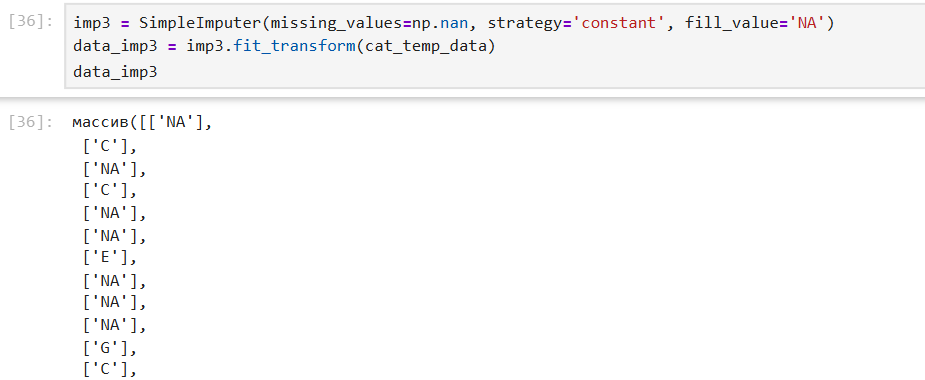 [36]: imp3 = SimpleImputer(missing_values=np.nan, strategy='constant', fill_value='NA')
data_imp3 = imp3.fit_transform(cat_temp_data)
data_imp3
[36]: массив([['NA'],
['C'],
['NA'],
['C'],
['NA'],
['NA'],
['E'],
['NA'],
['NA'],
['NA'],
['G'],
['C'],